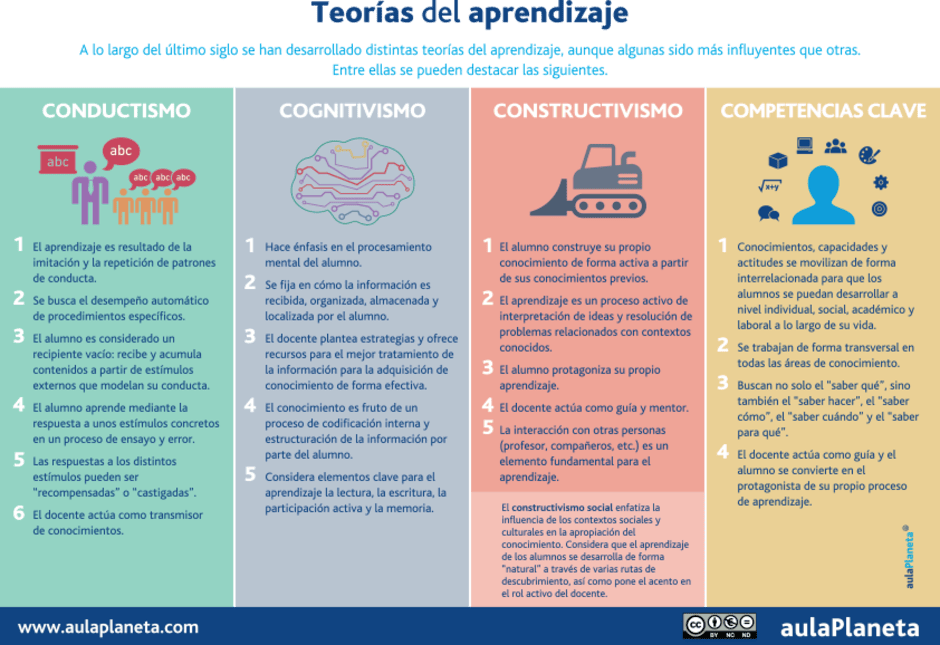 Teorías del aprendizaje
A lo largo del último siglo se han desarrollado distintas teorías del aprendizaje, aunque algunas sido más influyentes que otras.
Entre ellas se pueden destacar las siguientes.
CONDUCTISMO
abc
abc
abc
abc
abc
1 El aprendizaje es resultado de la
imitación y la repetición de patrones
de conducta.
2 Se busca el desempeño automático
de procedimientos específicos.
3 El alumno es considerado un
recipiente vacío: recibe y acumula
contenidos a partir de estímulos
externos que modelan su conducta.
4 El alumno aprende mediante la
respuesta a unos estímulos concretos
en un proceso de ensayo y error.
5 Las respuestas a los distintos
estímulos pueden ser
"recompensadas" o "castigadas".
6 El docente actúa como transmisor
de conocimientos.
COGNITIVISMO
1 Hace énfasis en el procesamiento
mental del alumno.
2 Se fija en cómo la información es
recibida, organizada, almacenada y
localizada por el alumno.
3 El docente plantea estrategias y ofrece
recursos para el mejor tratamiento de
la información para la adquisición de
conocimiento de forma efectiva.
4 El conocimiento es fruto de un
proceso de codificación interna y
estructuración de la información por
parte del alumno.
5 Considera elementos clave para el
aprendizaje la lectura, la escritura, la
participación activa y la memoria.
CONSTRUCTIVISMO
1 El alumno construye su propio
conocimiento de forma activa a partir
de sus conocimientos previos.
2 El aprendizaje es un proceso activo de
interpretación de ideas y resolución de
problemas relacionados con contextos
conocidos.
3 El alumno protagoniza su propio
aprendizaje.
4 El docente actúa como guía y mentor.
5 La interacción con otras personas
(profesor, compañeros, etc.) es un
elemento fundamental para el
aprendizaje.
El constructivismo social enfatiza la
influencia de los contextos sociales y
culturales en la apropiación del
conocimiento. Considera que el aprendizaje
de los alumnos se desarrolla de forma
"natural" a través de varias rutas de
descubrimiento, así como pone el acento en
el rol activo del docente.
COMPETENCIAS CLAVE
√x+y
1 Conocimientos, capacidades y
actitudes se movilizan de forma
interrelacionada para que los
alumnos se puedan desarrollar a
nivel individual, social, académico y
laboral a lo largo de su vida.
2 Se trabajan de forma transversal en
todas las áreas de conocimiento.
3 Buscan no solo el "saber qué", sino
también el "saber hacer", el "saber
cómo", el "saber cuándo" y el "saber
para qué".
4 El docente actúa como guía y el
alumno se convierte en el
protagonista de su propio proceso
de aprendizaje.
aulaPlaneta®
www.aulaplaneta.com
cc BY NC ND
aulaPlaneta